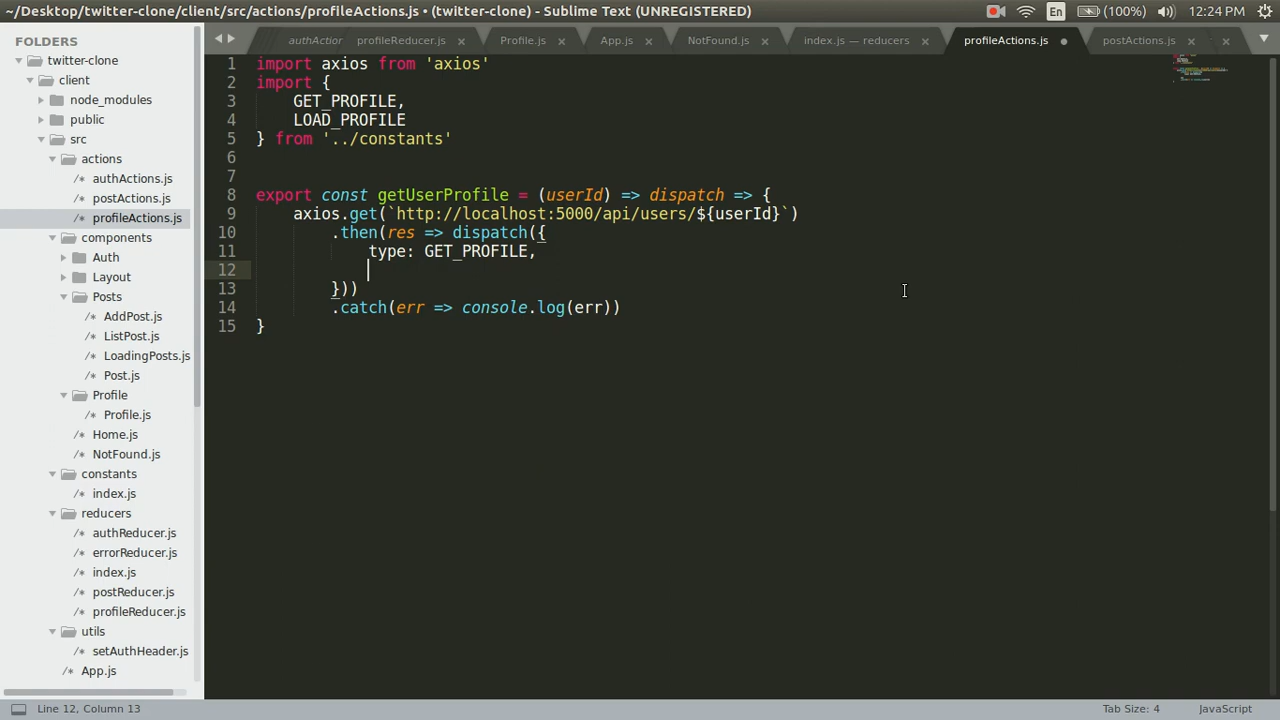 ~/Desktop/twitter-clone/client/src/actions/profileActions.js • (twitter-clone) - Sublime Text (UNREGISTERED)
En
(100%)
12:24 PM
FOLDERS
twitter-clone
client
node_modules
public
src
actions
authActions.js
postActions.js
profileActions.js
components
Auth
Layout
Posts
AddPost.js
ListPost.js
LoadingPosts.js
Post.js
Profile
Profile.js
Home.js
NotFound.js
constants
index.js
reducers
authReducer.js
errorReducer.js
index.js
postReducer.js
profileReducer.js
utils
setAuthHeader.js
App.js
authAction
profileReducer.js
Profile.js
App.js
NotFound.js
index.js — reducers
profileActions.js
postActions.js
1 import axios from 'axios'
2 import {
3 GET_PROFILE,
4 LOAD_PROFILE
5 } from '../constants'
6
7
8 export const getUserProfile = (userId) => dispatch => {
9 axios.get(`http://localhost:5000/api/users/${userId}`)
10 .then(res => dispatch({
11 type: GET_PROFILE,
12
13 }))
14 .catch(err => console.log(err))
15 }
Line 12, Column 13
Tab Size: 4
JavaScript